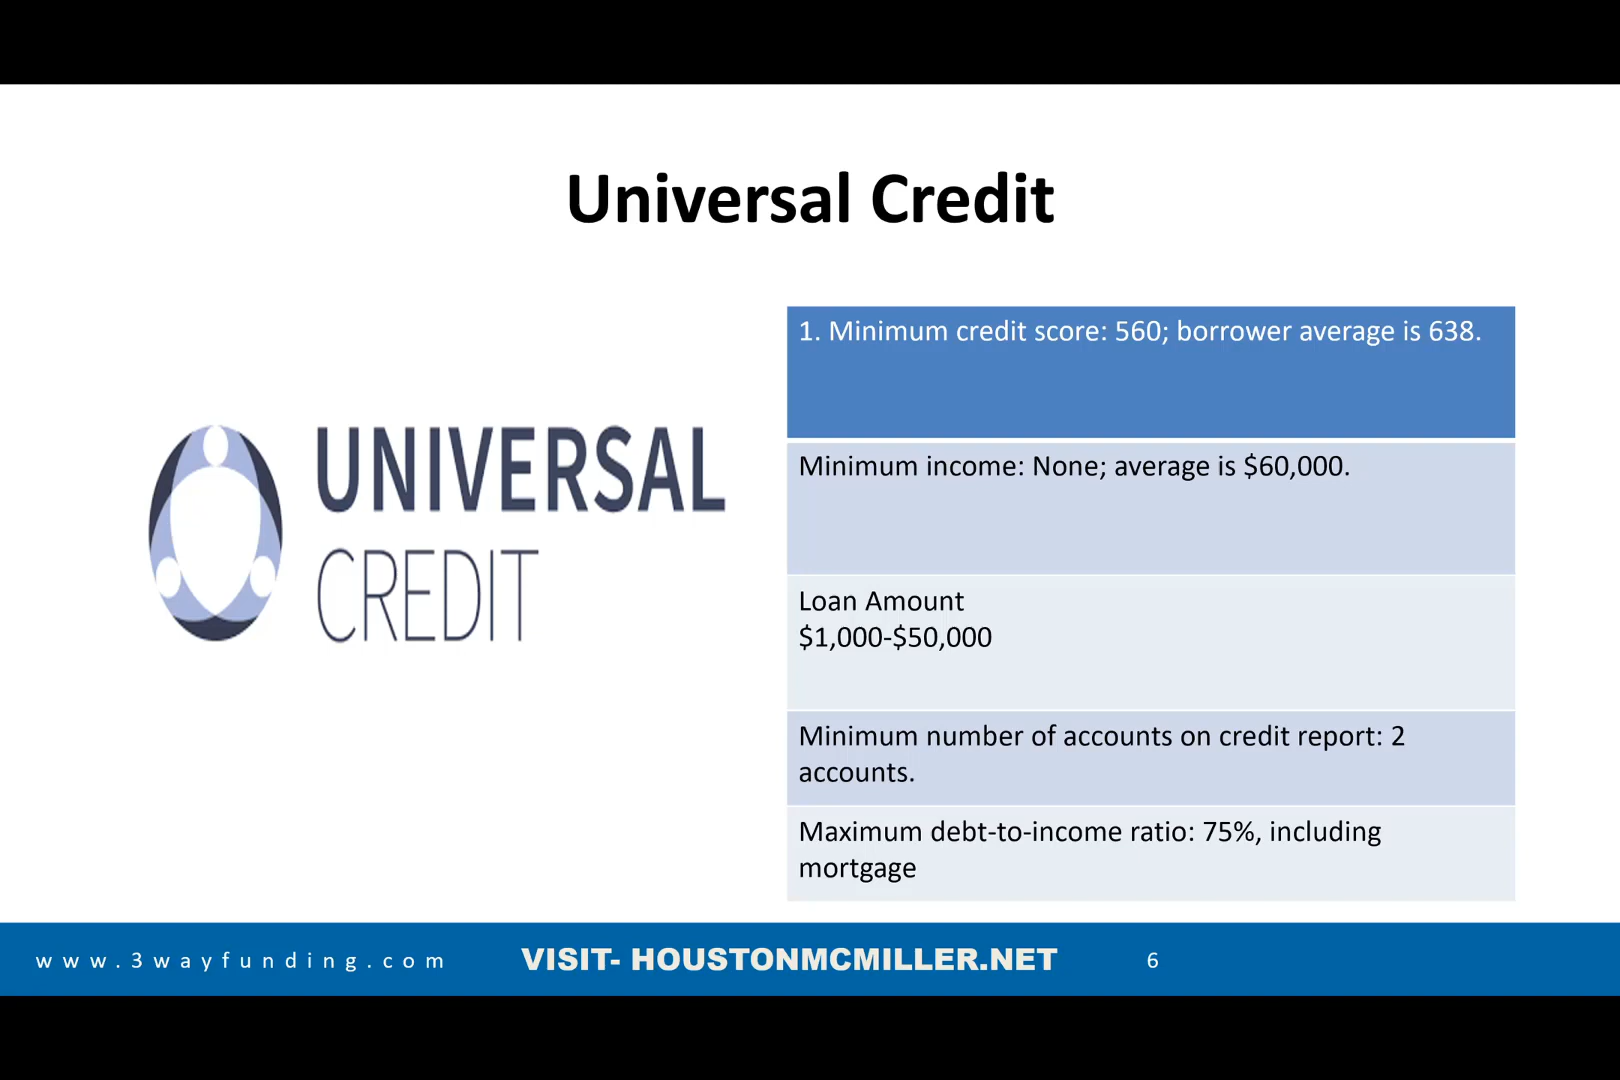 Universal Credit
UNIVERSAL
CREDIT
1. Minimum credit score: 560; borrower average is 638.
Minimum income: None; average is $60,000.
Loan Amount
$1,000-$50,000
Minimum number of accounts on credit report: 2
accounts.
Maximum debt-to-income ratio: 75%, including
mortgage
www.3wayfunding.com
VISIT- HOUSTONMCMILLER.NET
6